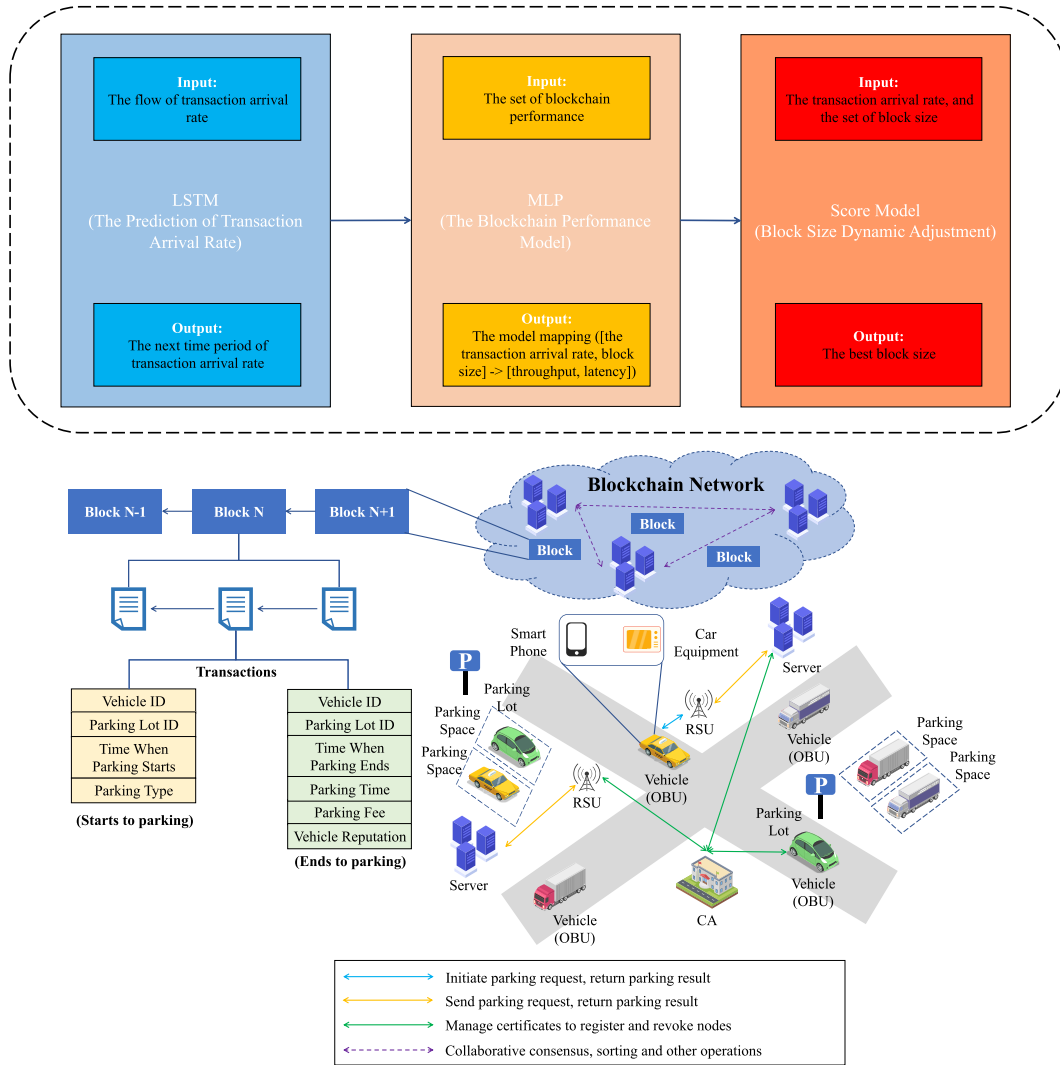 Input:
The flow of transaction arrival
rate
LSTM
(The Prediction of Transaction
Arrival Rate)
Output:
The next time period of
transaction arrival rate
Input:
The set of blockchain
performance
MLP
(The Blockchain Performance
Model)
Output:
The model mapping ([the
transaction arrival rate, block
size] -> [throughput, latency])
Input:
The transaction arrival rate, and
the set of block size
Score Model
(Block Size Dynamic Adjustment)
Output:
The best block size
Block N-1
Block N
Block N+1
Blockchain Network
Block
Block
Block
Transactions
Vehicle ID
Parking Lot ID
Time When
Parking Starts
Parking Type
(Starts to parking)
Vehicle ID
Parking Lot ID
Time When
Parking Ends
Parking Time
Parking Fee
Vehicle Reputation
(Ends to parking)
Smart
Phone
Car
Equipment
Server
P
Parking
Lot
Parking
Space
Parking
Space
RSU
RSU
Vehicle
(OBU)
Vehicle
(OBU)
Parking
Space
Parking
Space
P
Parking
Lot
Server
Vehicle
(OBU)
CA
Vehicle
(OBU)
Initiate parking request, return parking result
Send parking request, return parking result
Manage certificates to register and revoke nodes
Collaborative consensus, sorting and other operations